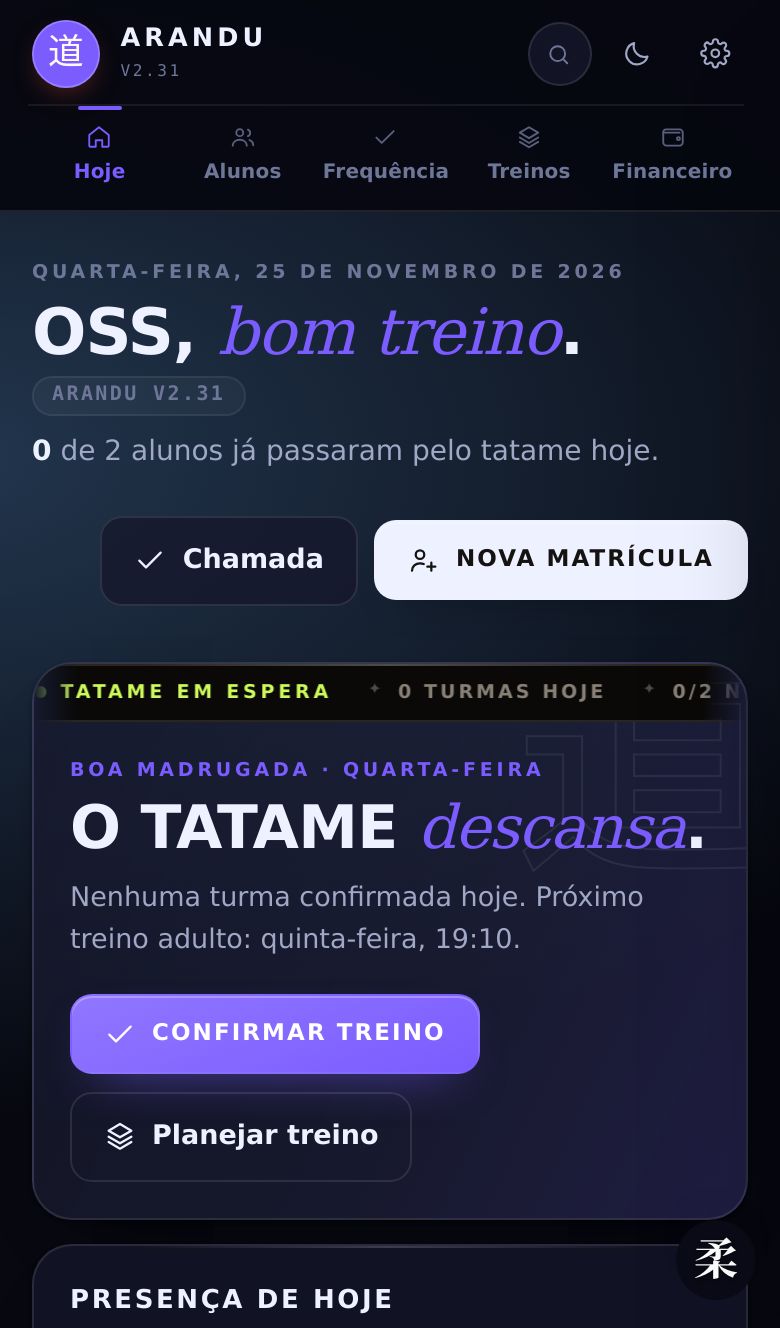 道 ARANDU
V2.31
Hoje Alunos Frequência Treinos Financeiro
QUARTA-FEIRA, 25 DE NOVEMBRO DE 2026
OSS, bom treino.
ARANDU V2.31
0 de 2 alunos já passaram pelo tatame hoje.
Chamada NOVA MATRÍCULA
TATAME EM ESPERA ✦ 0 TURMAS HOJE ✦ 0/2 N
道
BOA MADRUGADA · QUARTA-FEIRA
O TATAME descansa.
Nenhuma turma confirmada hoje. Próximo
treino adulto: quinta-feira, 19:10.
CONFIRMAR TREINO
Planejar treino
柔
PRESENÇA DE HOJE